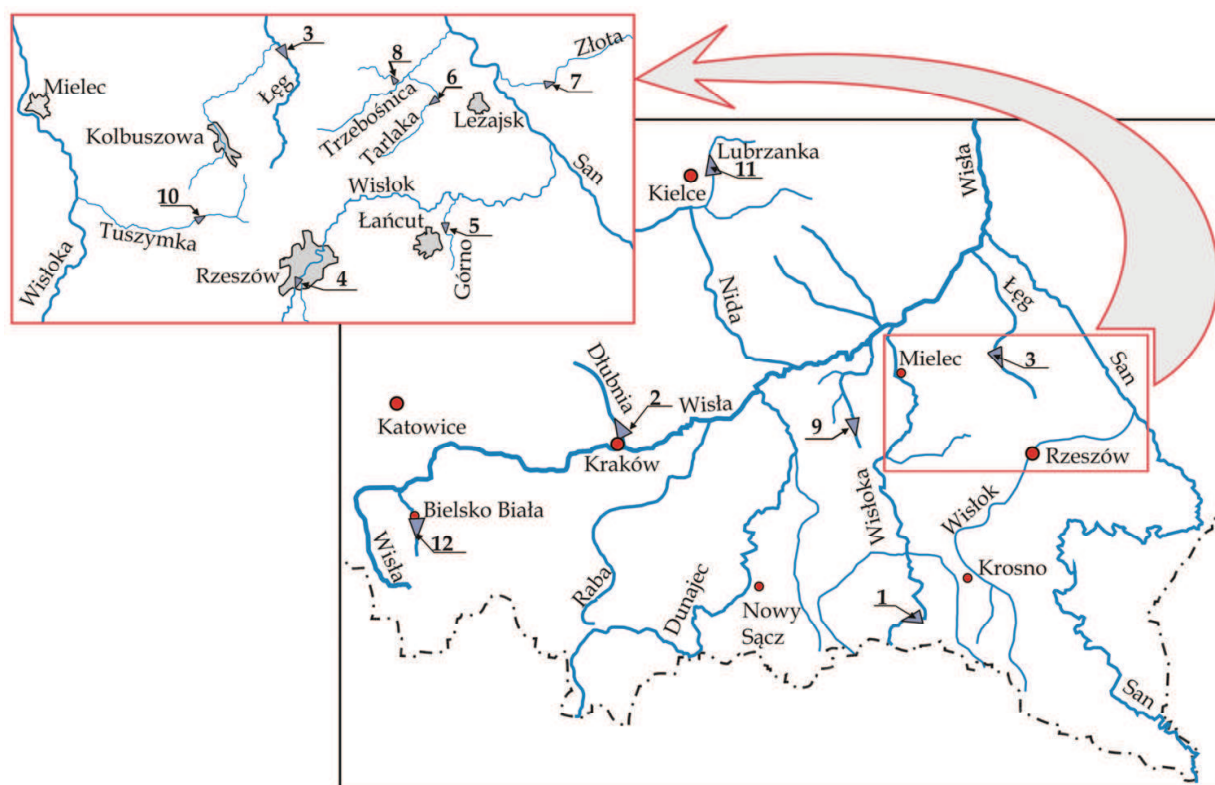 3
8
Złota
Mielec
Łęg
6
7
Kolbuszowa
Trzebośnica
Leżajsk
Tarlaka
San
10
Wisłok
Łańcut
5
Tuszymka
Rzeszów
4
Górno
Wisłoka
Lubrzanka
11
Kielce
Wisła
Nida
Łęg
Mielec
3
San
Dłubnia
2
Wisła
Katowice
Kraków
9
Rzeszów
Wisłoka
Wisłok
Bielsko Biała
12
Wisła
Raba
Dunajec
Nowy
Sącz
1
Krosno
San